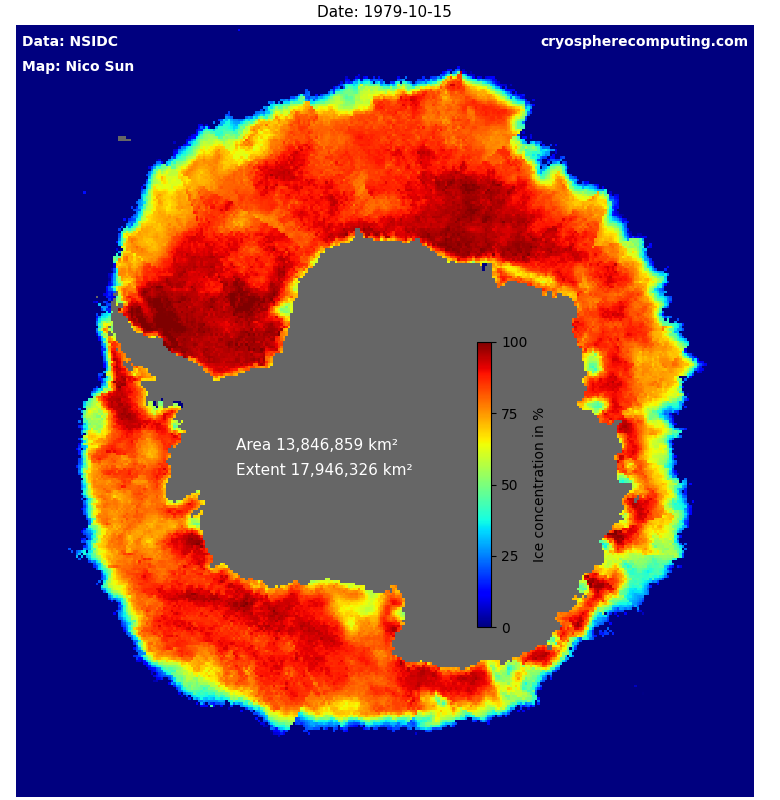 Date: 1979-10-15
Data: NSIDC
cryospherecomputing.com
Map: Nico Sun
100
75
50
25
0
Ice concentration in %
Area 13,846,859 km²
Extent 17,946,326 km²